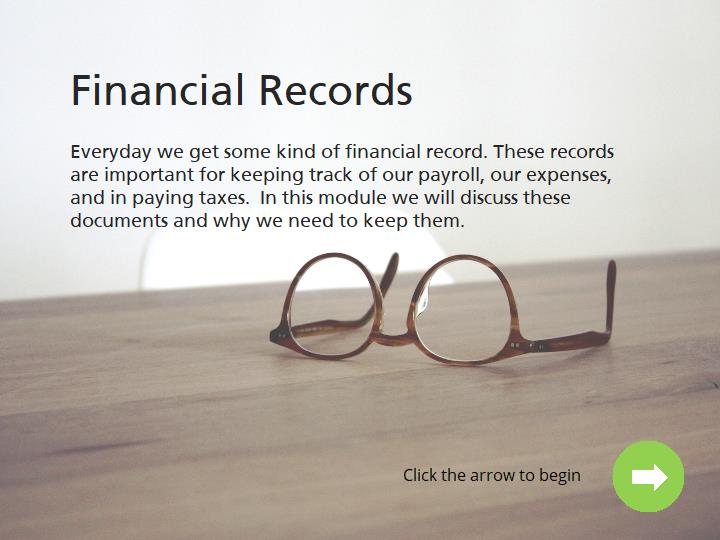 Financial Records
Everyday we get some kind of financial record. These records
are important for keeping track of our payroll, our expenses,
and in paying taxes.  In this module we will discuss these
documents and why we need to keep them.
Click the arrow to begin